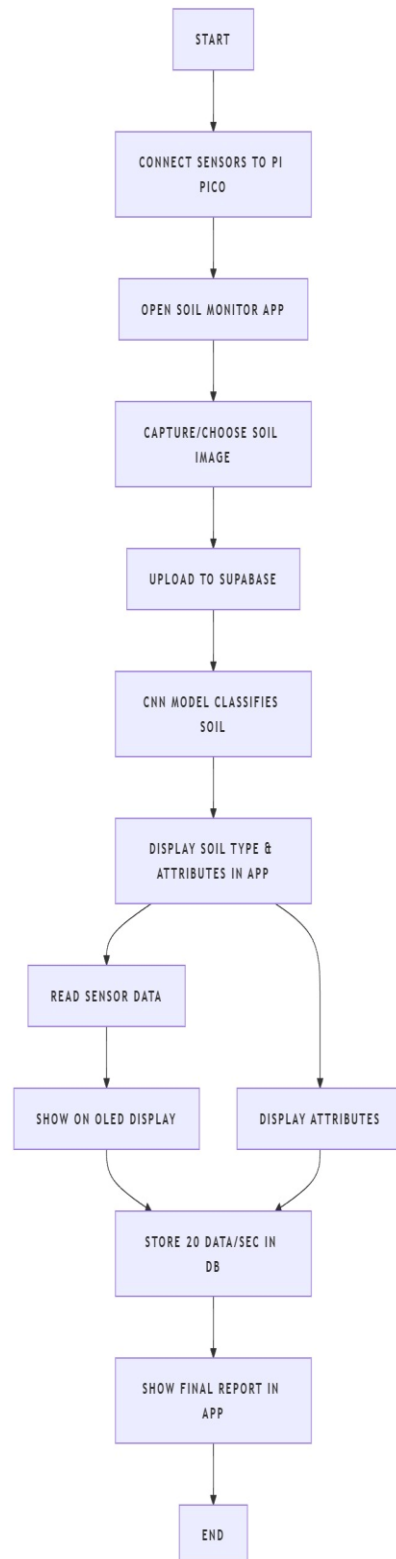 START
CONNECT SENSORS TO PI
PICO
OPEN SOIL MONITOR APP
CAPTURE/CHOOSE SOIL
IMAGE
UPLOAD TO SUPABASE
CNN MODEL CLASSIFIES
SOIL
DISPLAY SOIL TYPE &
ATTRIBUTES IN APP
READ SENSOR DATA
SHOW ON OLED DISPLAY
DISPLAY ATTRIBUTES
STORE 20 DATA/SEC IN
DB
SHOW FINAL REPORT IN
APP
END